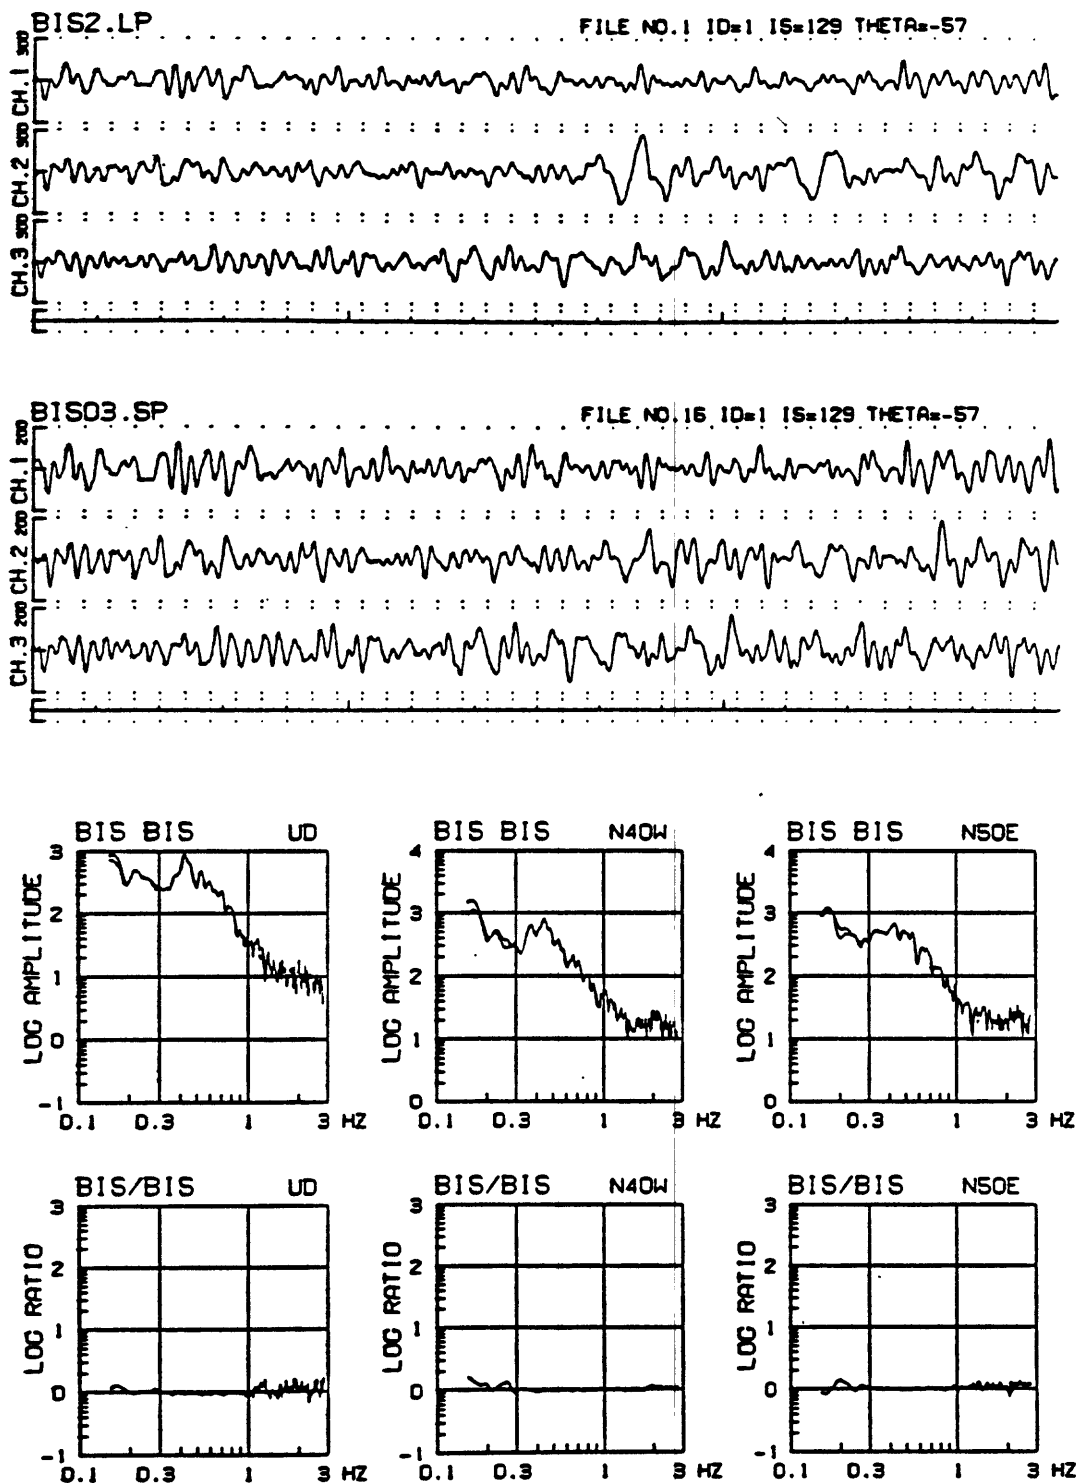 BIS2.LP FILE NO.1 ID=1 IS=129 THETA=-57
CH.1 300
CH.2 300
CH.3 300
BISO3.SP FILE NO.16 ID=1 IS=129 THETA=-57
CH.1 200
CH.2 200
CH.3 200
BIS BIS UD
LOG AMPLITUDE
3
2
1
0
-1
0.1 0.3 1 3 HZ
BIS BIS N40W
LOG AMPLITUDE
4
3
2
1
0
0.1 0.3 1 3 HZ
BIS BIS N50E
LOG AMPLITUDE
4
3
2
1
0
0.1 0.3 1 3 HZ
BIS/BIS UD
LOG RATIO
3
2
1
0
-1
0.1 0.3 1 3 HZ
BIS/BIS N40W
LOG RATIO
3
2
1
0
-1
0.1 0.3 1 3 HZ
BIS/BIS N50E
LOG RATIO
3
2
1
0
-1
0.1 0.3 1 3 HZ